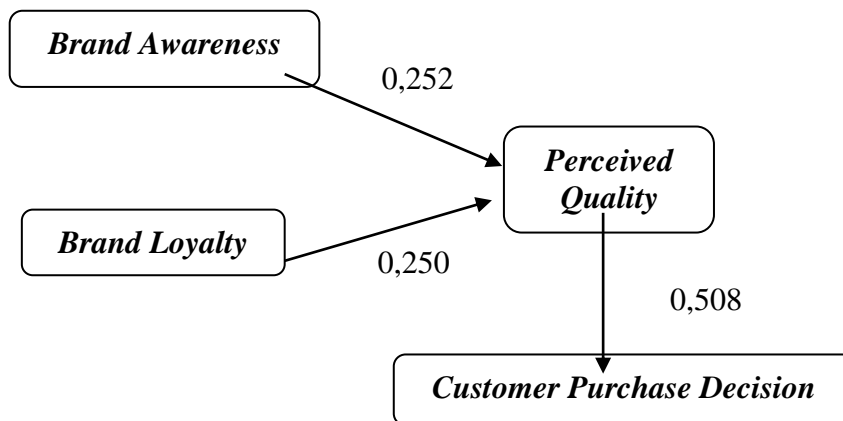 Brand Awareness
0,252
Perceived
Quality
Brand Loyalty
0,250
0,508
Customer Purchase Decision